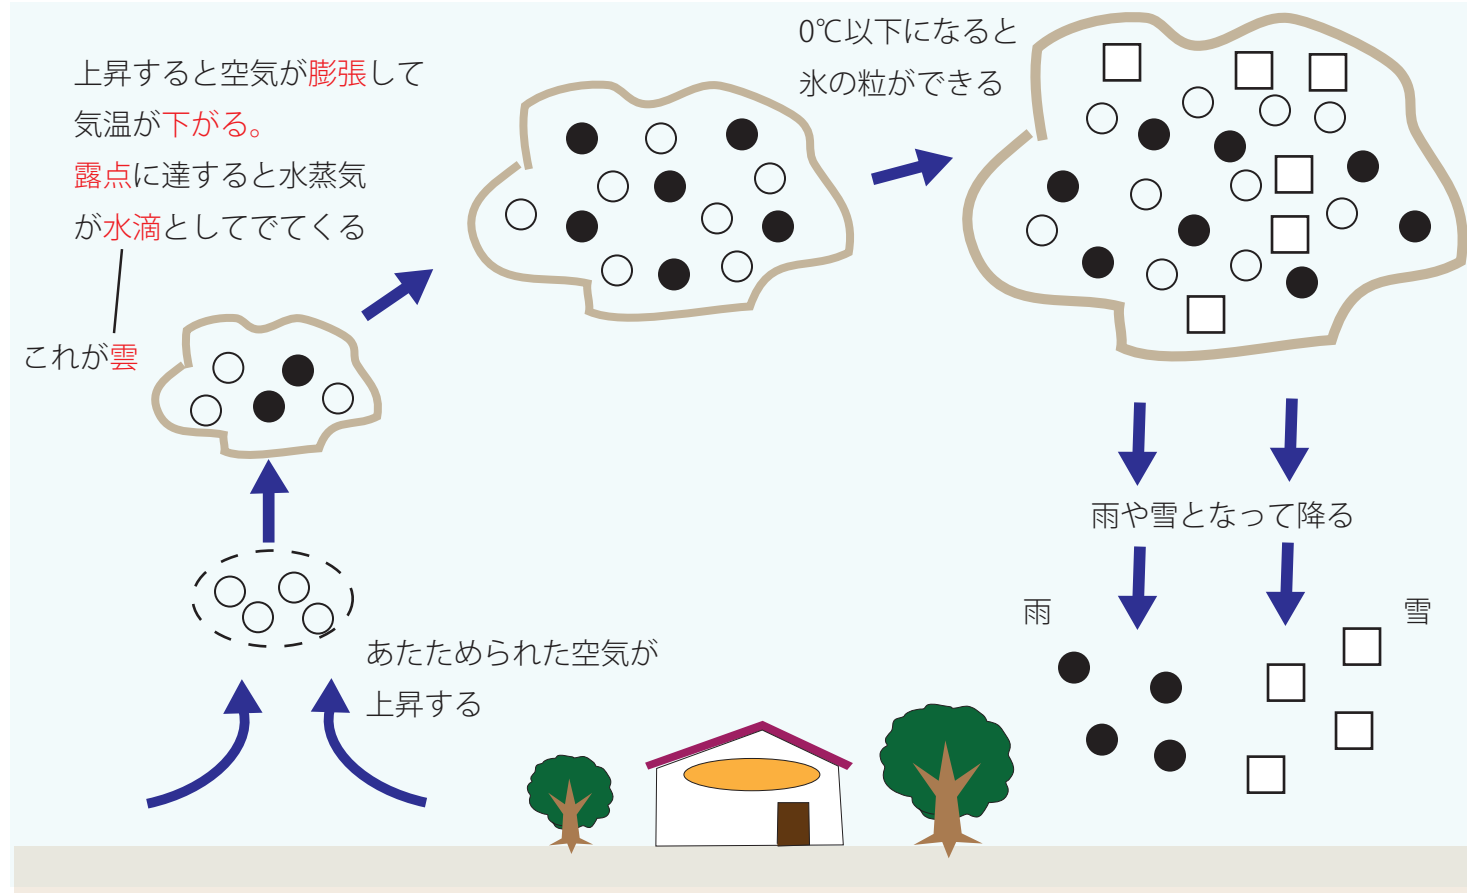 上昇すると空気が膨張して
気温が下がる。
露点に達すると水蒸気
が水滴としてでてくる
これが雲
0℃以下になると
氷の粒ができる
あたためられた空気が
上昇する
雨や雪となって降る
雨
雪